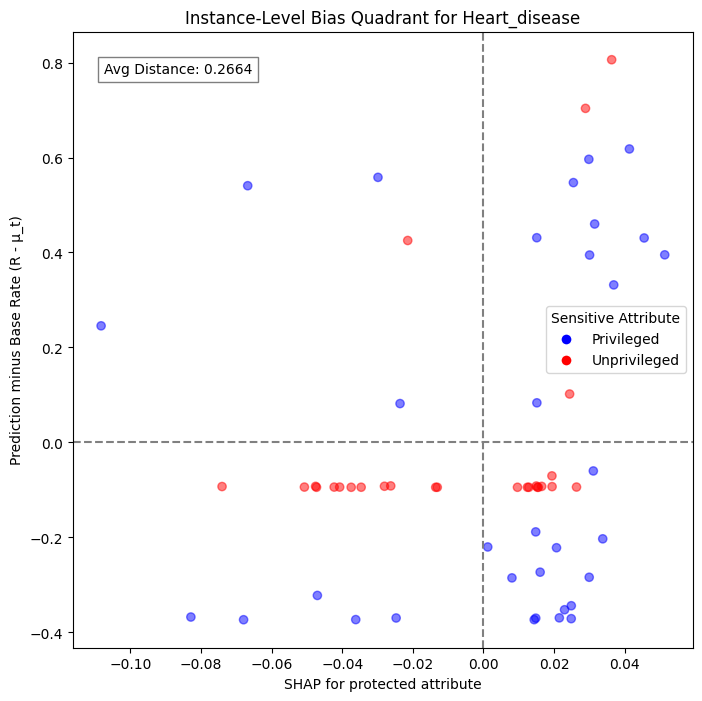 Instance-Level Bias Quadrant for Heart_disease
Avg Distance: 0.2664
Prediction minus Base Rate (R - μ_t)
0.8
0.6
0.4
0.2
0.0
−0.2
−0.4
Sensitive Attribute
Privileged
Unprivileged
−0.10
−0.08
−0.06
−0.04
−0.02
0.00
0.02
0.04
SHAP for protected attribute